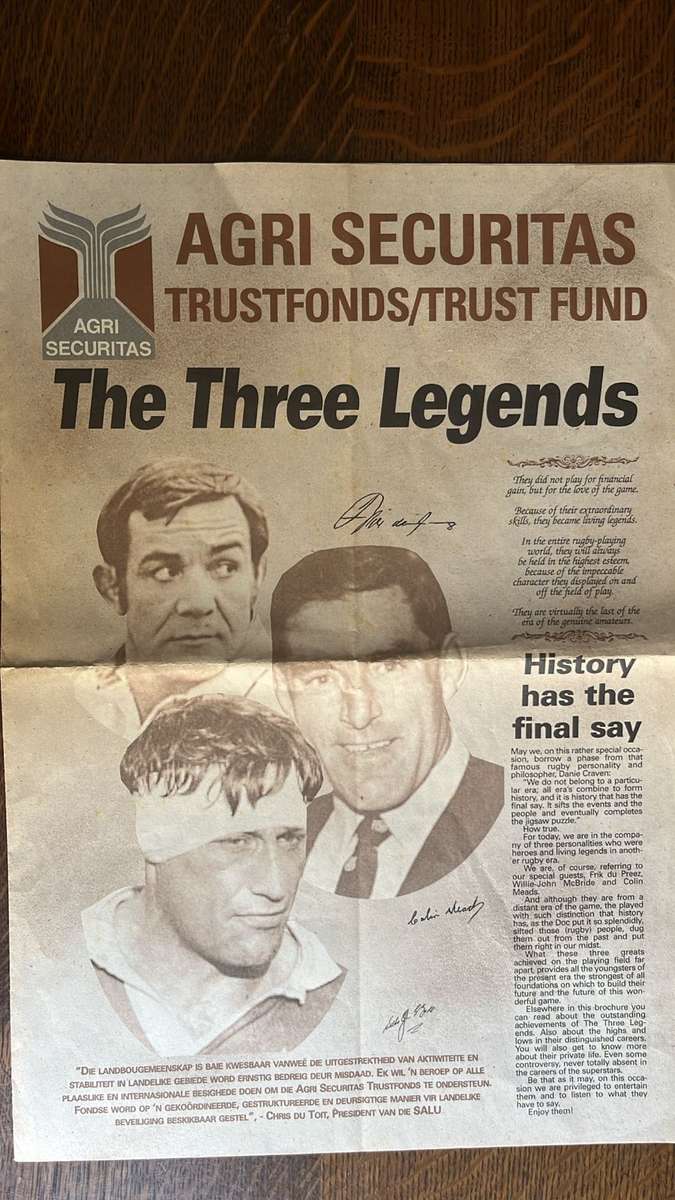 AGRI SECURITAS
TRUSTFONDS/TRUST FUND
AGRI
SECURITAS
The Three Legends
They did not play for financial
gain, but for the love of the game.
Because of their extraordinary
skills, they became living legends.
In the entire rugby-playing
world, they will always
be held in the highest esteem,
because of the impeccable
character they displayed on and
off the field of play.
They are virtually the last of the
era of the genuine amateurs.
History
has the
final say
May we, on this rather special occa-
sion, borrow a phase from that
famous rugby personality and
philosopher, Danie Craven:
"We do not belong to a particu-
lar era; all era's combine to form
history, and it is history that has the
final say. It sifts the events and the
people and eventually completes
the jigsaw puzzle."
How true.
For today, we are in the compa-
ny of three personalities who were
heroes and living legends in anoth-
er rugby era.
We are, of course, referring to
our special guests, Frik du Preez,
Willie-John McBride and Colin
Meads.
And although they are from a
distant era of the game, the played
with such distinction that history
has, as the Doc put it so splendidly,
sifted those (rugby) people, dug
them out from the past and put
them right in our midst.
What these three greats
achieved on the playing field far
apart, provides all the youngsters of
the present era the strongest of all
foundations on which to build their
future and the future of this won-
derful game.
Elsewhere in this brochure you
can read about the outstanding
achievements of The Three Leg-
ends. Also about the highs and
lows in their distinguished careers.
You will also get to know more
about their private life. Even some
controversy, never totally absent in
the careers of the superstars.
Be that as it may, on this occa-
sion we are privileged to entertain
them and to listen to what they
have to say.
Enjoy them!
Colin Meads
"DIE LANDBOUGEMEENSKAP IS BAIE KWESBAAR VANWEË DIE UITGESTREKTHEID VAN AKTIWITEITE EN
STABILITEIT IN LANDELIKE GEBIEDE WORD ERNSTIG BEDREIG DEUR MISDAAD. EK WIL 'N BEROEP OP ALLE
PLAASLIKE EN INTERNASIONALE BESIGHEDE DOEN OM DIE AGRI SECURITAS TRUSTFONDS TE ONDERSTEUN.
FONDSE WORD OP 'N GEKOÖRDINEERDE, GESTRUKTUREERDE EN DEURSIGTIGE MANIER VIR LANDELIKE
BEVEILIGING BESKIKBAAR GESTEL", - CHRIS DU TOIT, PRESIDENT VAN DIE SALU